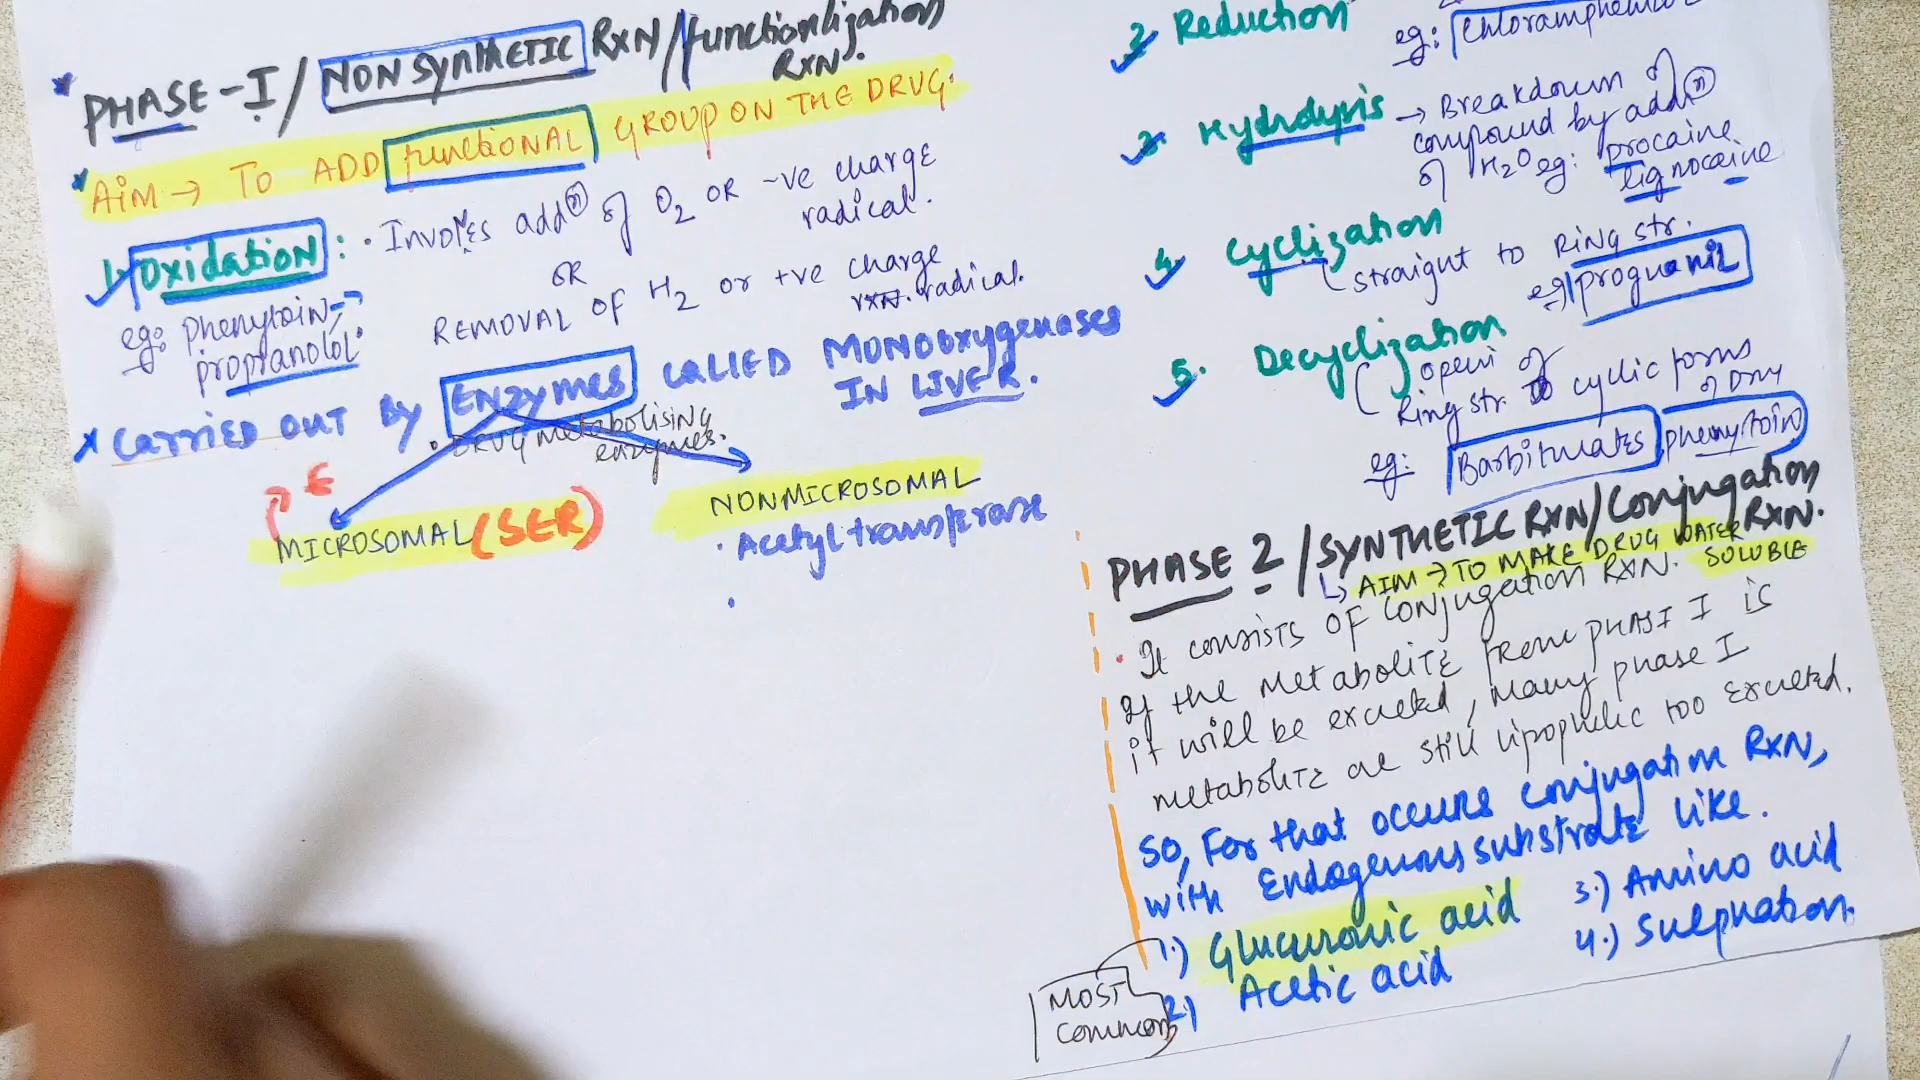 * PHASE-I / NON SYNTHETIC RXN / functionlization
RXN.
* AIM → TO ADD functional GROUP ON THE DRUG.
1. Oxidation : • Involves add(n) of O2 OR -ve charge
radical.
OR
REMOVAL OF H2 or +ve charge
radical.
eg: phenytoin,
propranolol.
* CARRIED OUT By ENZYMES CALLED MONOoxygenases
IN LIVER.
• DRUG metabolising
enzymes.
MICROSOMAL (SER)
NONMICROSOMAL
• Acetyl transferase
2. Reduction
eg:
3. Hydrolysis → Breakdown of
compound by add(n)
of H2O eg: procaine
lignocaine
4. Cyclization
straight to RING str.
eg proguanil
5. Decyclization
open of
Ring str. to cyclic forms
of Drug
eg: Barbiturates, phenytoin
PHASE 2 / SYNTHETIC RXN / Conjugation
RXN.
↳ AIM → TO MAKE DRUG WATER
SOLUBLE
• It consists OF conjugation RXN.
If the Metabolite from PHASE I is
it will be excreted, Many phase I
metabolite are still lipophilic too Excreted.
So, For that occurs conjugation RXN,
with Endogenous substrate like.
1.) Glucuronic acid
2.) Acetic acid
3.) Amino acid
4.) Sulphation.
MOST
common